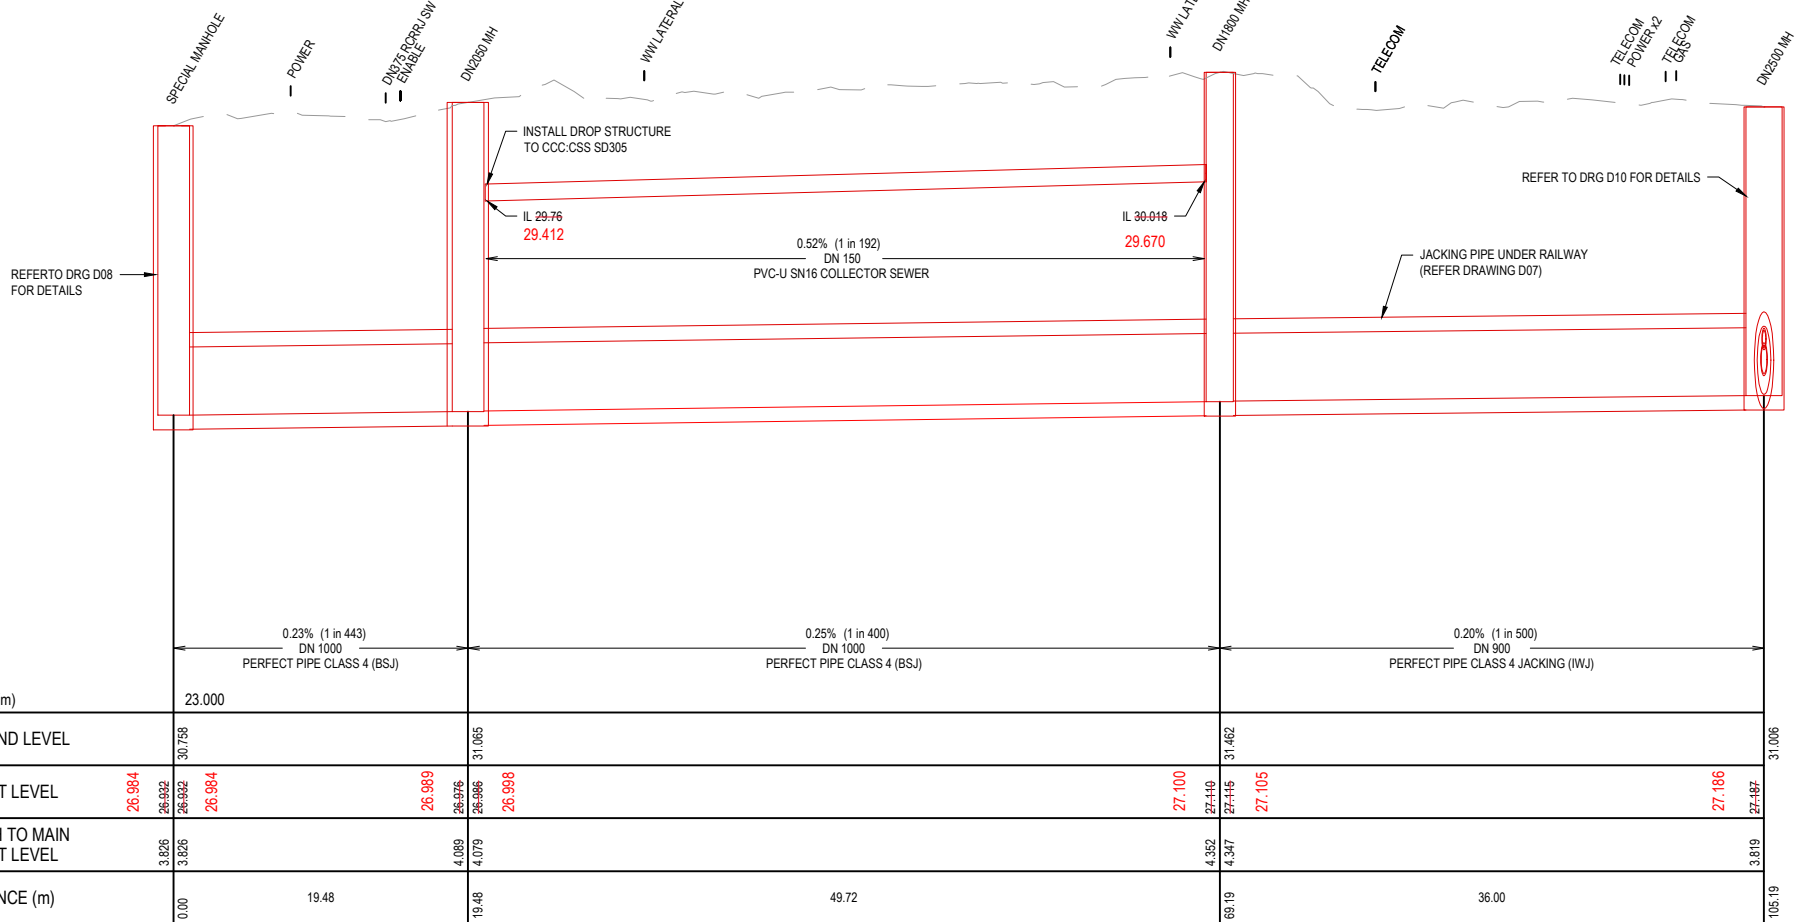 SPECIAL MANHOLE
POWER
DN375 RCRRJ SW
ENABLE
DN2050 MH
WW LATERAL
WW
DN1800 MH
TELECOM
TELECOM
POWER x2
TELECOM
GAS
DN2500 MH
INSTALL DROP STRUCTURE
TO CCC:CSS SD305
REFER TO DRG D10 FOR DETAILS
IL 29.76
29.412
IL 30.018
29.670
0.52% (1 in 192)
DN 150
PVC-U SN16 COLLECTOR SEWER
REFERTO DRG D08
FOR DETAILS
JACKING PIPE UNDER RAILWAY
(REFER DRAWING D07)
0.23% (1 in 443)
DN 1000
PERFECT PIPE CLASS 4 (BSJ)
0.25% (1 in 400)
DN 1000
PERFECT PIPE CLASS 4 (BSJ)
0.20% (1 in 500)
DN 900
PERFECT PIPE CLASS 4 JACKING (IWJ)
m) 23.000
ND LEVEL 30.758 31.065 31.462 31.006
T LEVEL 26.984 26.932 26.932 26.984 26.989 26.976 26.986 26.998 27.100 27.110 27.115 27.105 27.186 27.187
TO MAIN
T LEVEL 3.826 3.826 4.089 4.079 4.352 4.347 3.819
NCE (m) 0.00 19.48 19.48 49.72 69.19 36.00 105.19